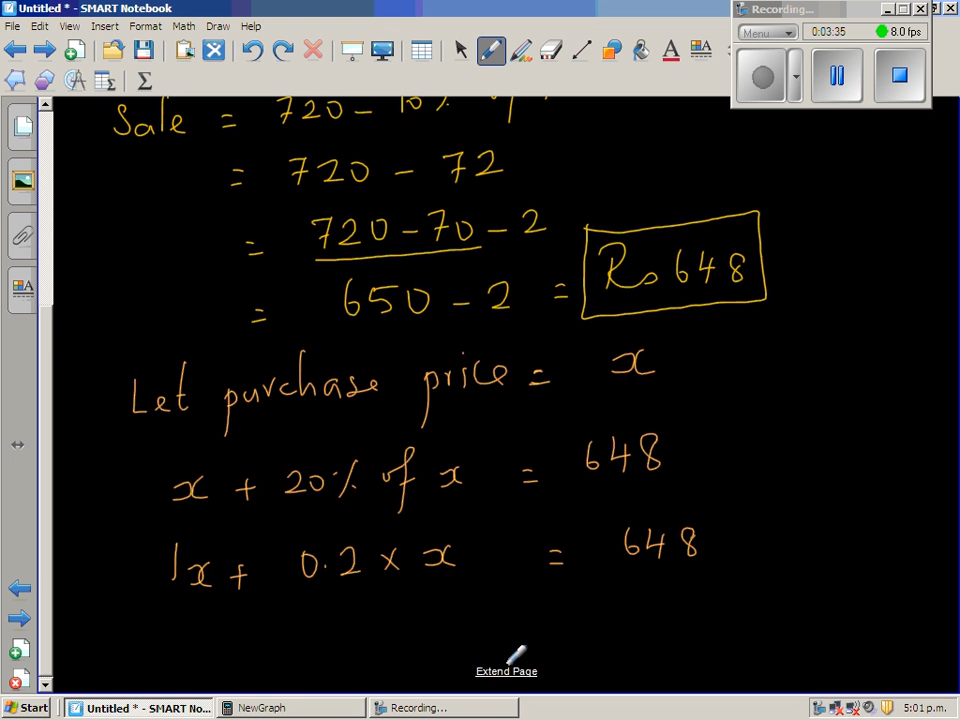 Untitled * - SMART Notebook
Recording...
File Edit View Insert Format Math Draw Help
Menu
0:03:35
8.0 fps
Sale = 720 - 10%
= 720 - 72
= 720 - 70 - 2
= 650 - 2 = Rs 648
Let purchase price = x
x + 20% of x = 648
1x + 0.2 × x = 648
Extend Page
Start
Untitled * - SMART No...
NewGraph
Recording...
5:01 p.m.